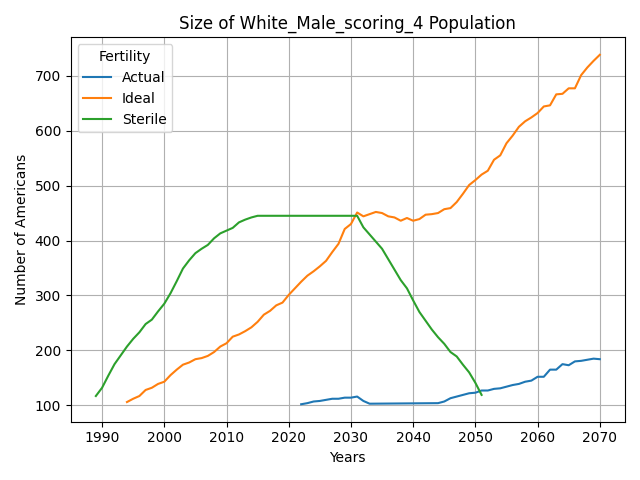 Size of White_Male_scoring_4 Population
Fertility
Actual
Ideal
Sterile
Number of Americans
700
600
500
400
300
200
100
1990 2000 2010 2020 2030 2040 2050 2060 2070
Years